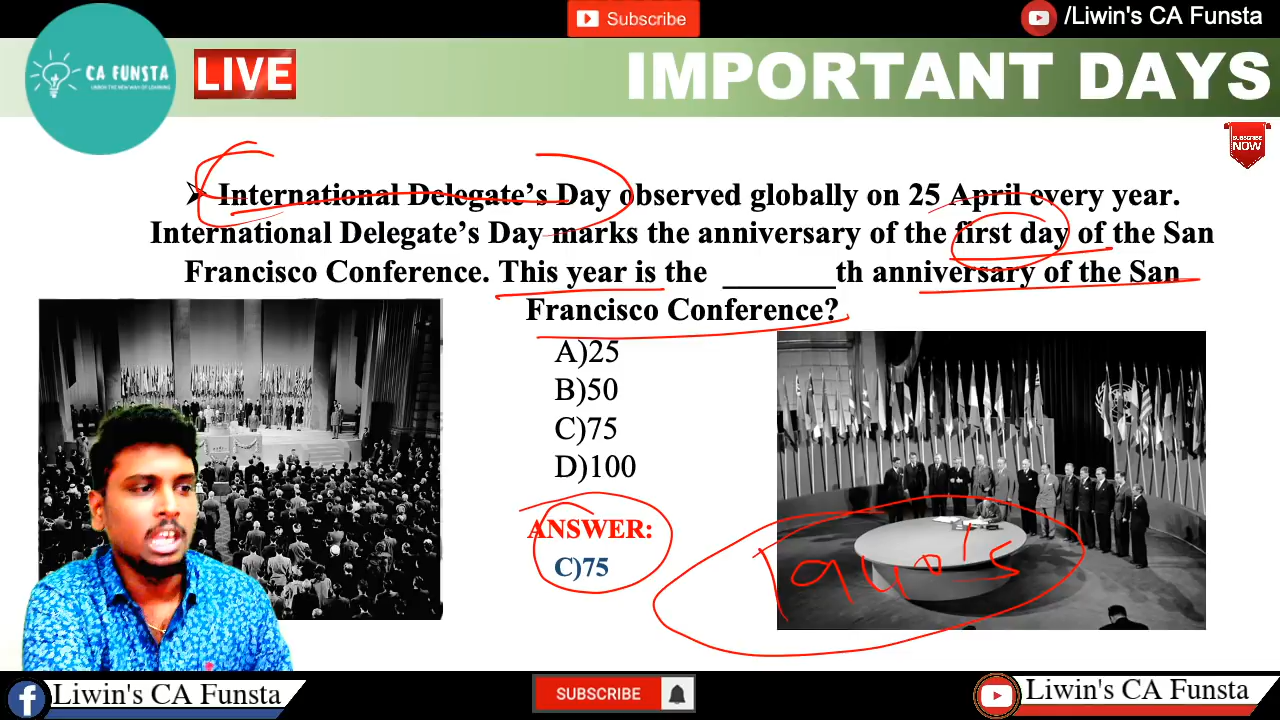 Subscribe
/Liwin's CA Funsta
CA FUNSTA
LIVE
IMPORTANT DAYS
SUBSCRIBE
NOW
➢ International Delegate's Day observed globally on 25 April every year.
International Delegate's Day marks the anniversary of the first day of the San
Francisco Conference. This year is the _______th anniversary of the San
Francisco Conference?
A)25
B)50
C)75
D)100
ANSWER:
C)75
1940's
Liwin's CA Funsta
SUBSCRIBE
Liwin's CA Funsta